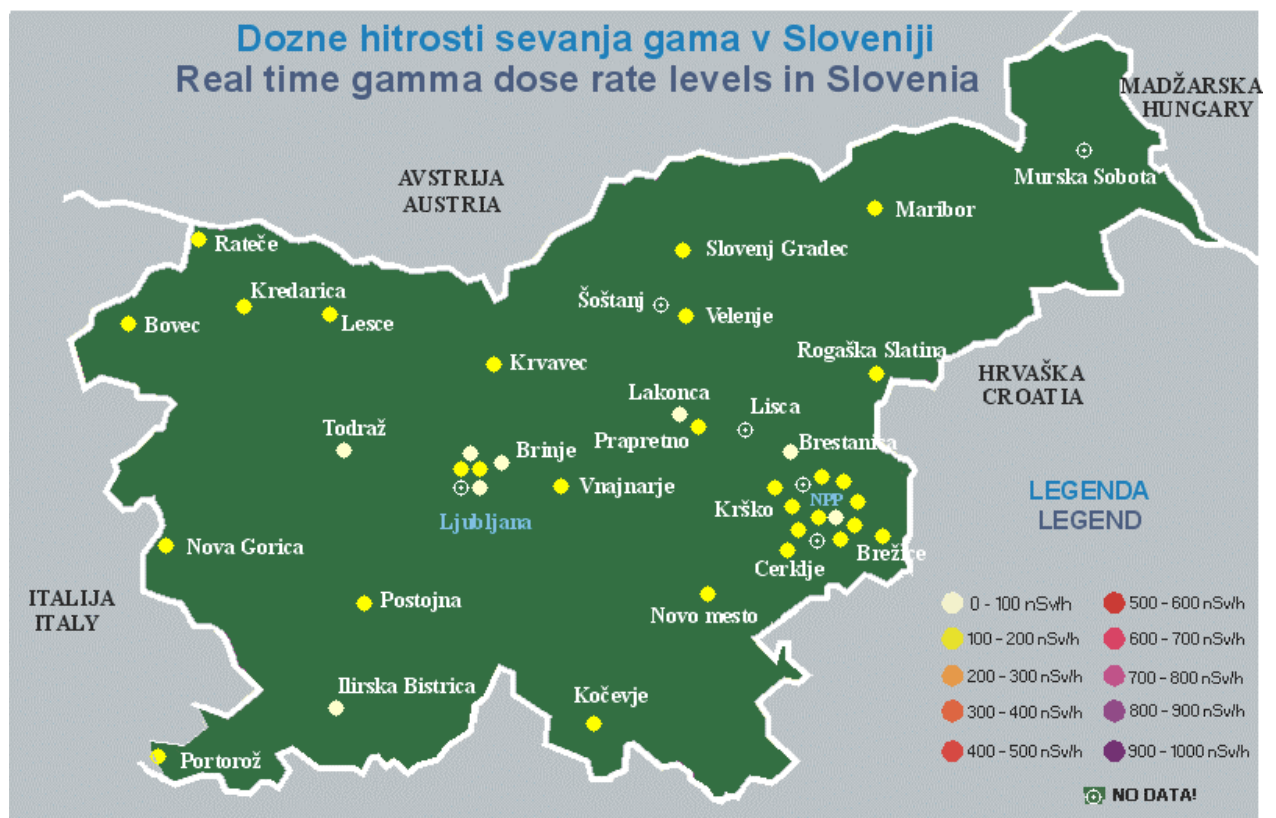 Dozne hitrosti sevanja gama v Sloveniji
Real time gamma dose rate levels in Slovenia
MADŽARSKA
HUNGARY
AVSTRIJA
AUSTRIA
Murska Sobota
Maribor
Rateče
Slovenj Gradec
Kredarica
Šoštanj
Bovec
Lesce
Velenje
Rogaška Slatina
Krvavec
HRVAŠKA
CROATIA
Lakonca
Lisca
Todraž
Prapretno
Brinje
Brestanisa
Vnajnarje
NPP
Krško
Ljubljana
LEGENDA
LEGEND
Nova Gorica
Brežice
Cerklje
ITALIJA
ITALY
Postojna
Novo mesto
0 - 100 nSv/h
500 - 600 nSv/h
100 - 200 nSv/h
600 - 700 nSv/h
200 - 300 nSv/h
700 - 800 nSv/h
Ilirska Bistrica
Kočevje
300 - 400 nSv/h
800 - 900 nSv/h
400 - 500 nSv/h
900 - 1000 nSv/h
Portorož
NO DATA!